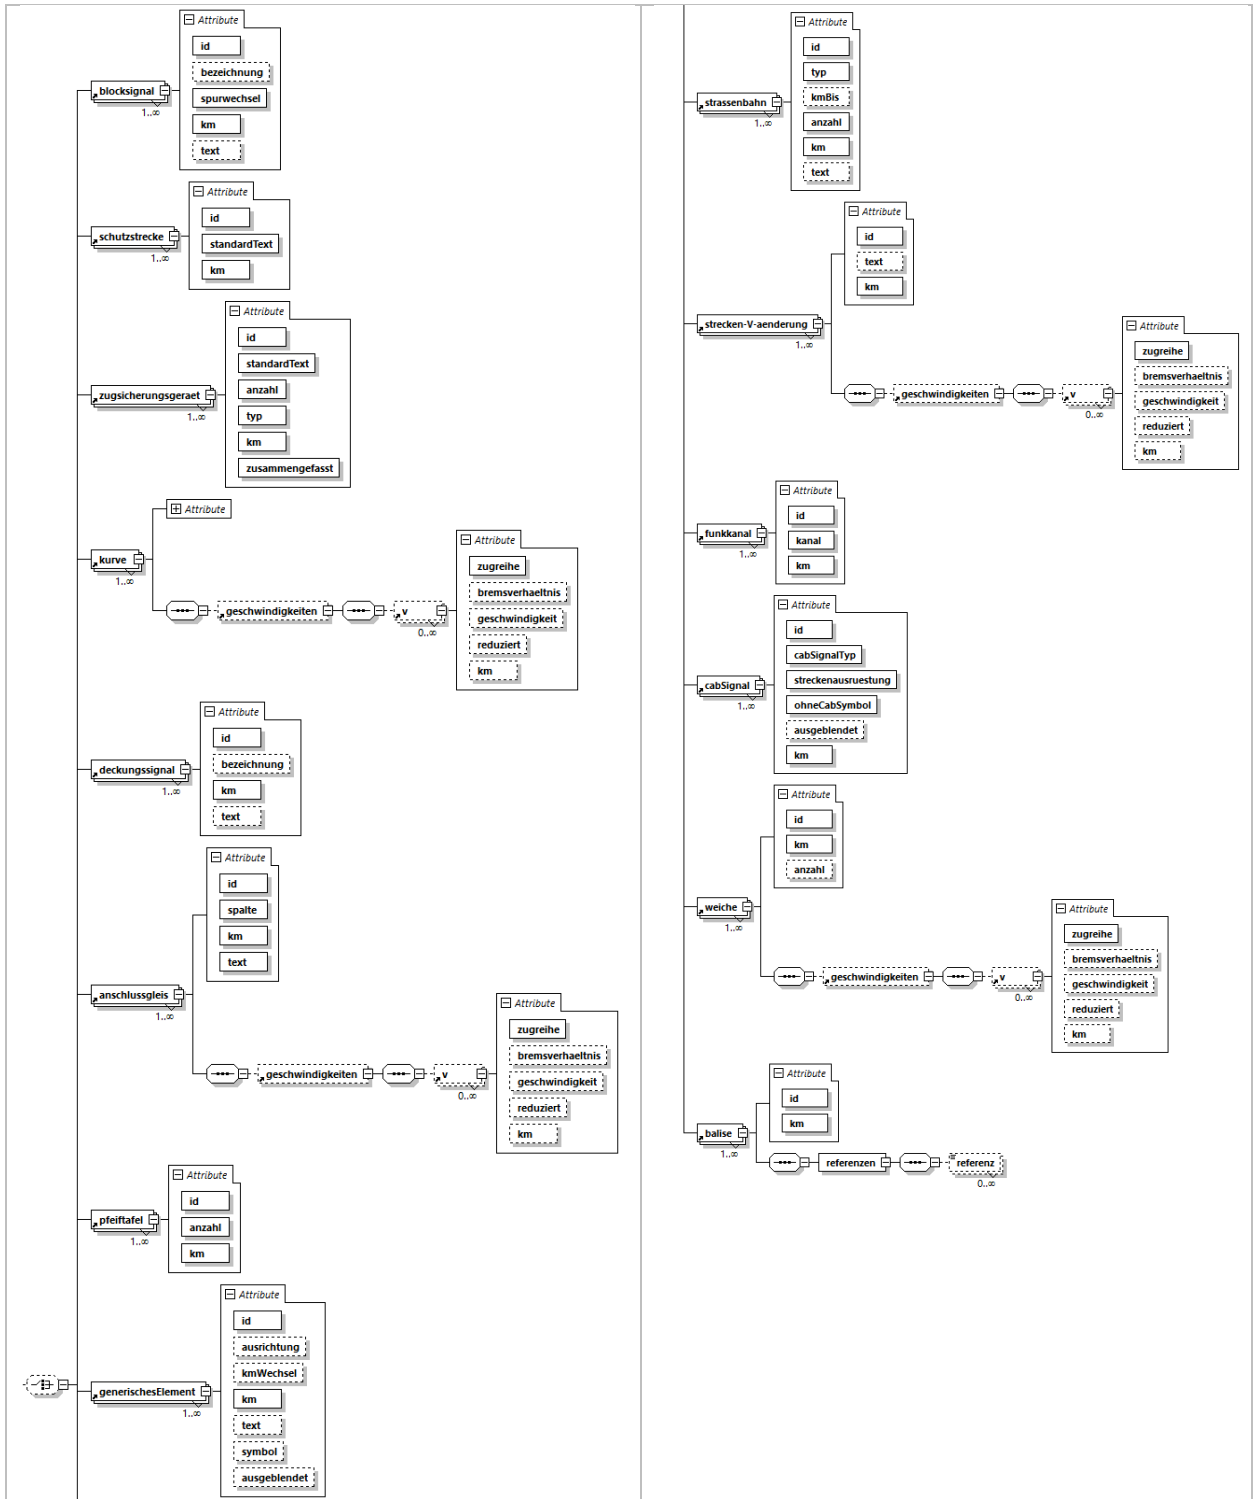 Attribute
id
bezeichnung
blocksignal
spurwechsel
1..∞
km
text
Attribute
id
schutzstrecke
standardText
1..∞
km
Attribute
id
standardText
zugsicherungsgeraet
anzahl
1..∞
typ
km
zusammengefasst
Attribute
kurve
1..∞
geschwindigkeiten
v
0..∞
Attribute
zugreihe
bremsverhaeltnis
geschwindigkeit
reduziert
km
Attribute
id
deckungssignal
bezeichnung
1..∞
km
text
Attribute
id
spalte
km
text
anschlussgleis
1..∞
geschwindigkeiten
v
0..∞
Attribute
zugreihe
bremsverhaeltnis
geschwindigkeit
reduziert
km
Attribute
id
pfeiftafel
anzahl
1..∞
km
Attribute
id
ausrichtung
kmWechsel
generischesElement
km
1..∞
text
symbol
ausgeblendet
Attribute
id
typ
strassenbahn
kmBis
1..∞
anzahl
km
text
Attribute
id
text
km
strecken-V-aenderung
1..∞
geschwindigkeiten
v
0..∞
Attribute
zugreihe
bremsverhaeltnis
geschwindigkeit
reduziert
km
Attribute
id
funkkanal
kanal
1..∞
km
Attribute
id
cabSignalTyp
cabSignal
streckenausruestung
1..∞
ohneCabSymbol
ausgeblendet
km
Attribute
id
km
anzahl
weiche
1..∞
geschwindigkeiten
v
0..∞
Attribute
zugreihe
bremsverhaeltnis
geschwindigkeit
reduziert
km
Attribute
id
km
balise
1..∞
referenzen
referenz
0..∞